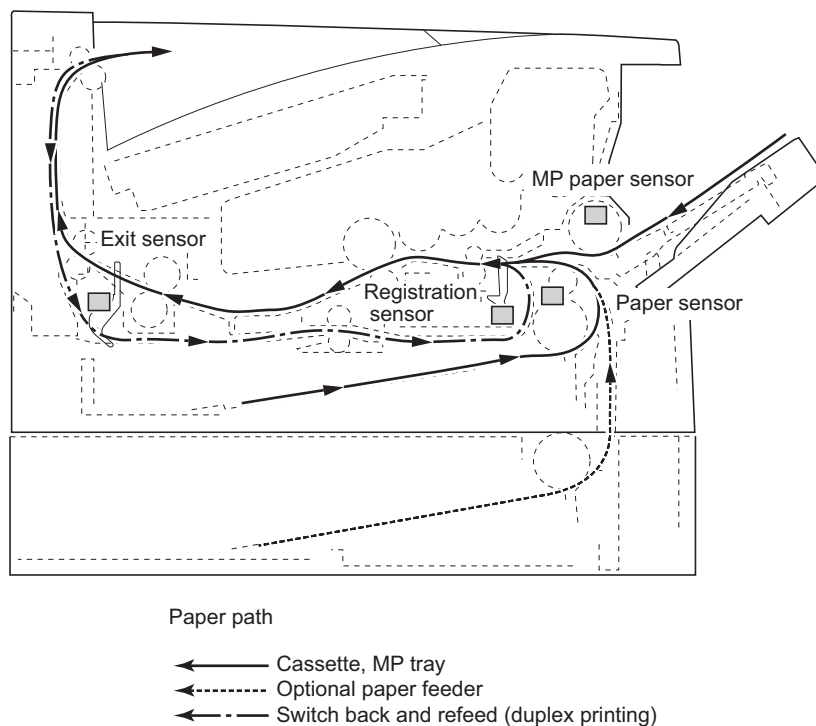 MP paper sensor
Exit sensor
Registration
sensor
Paper sensor
Paper path
Cassette, MP tray
Optional paper feeder
Switch back and refeed (duplex printing)